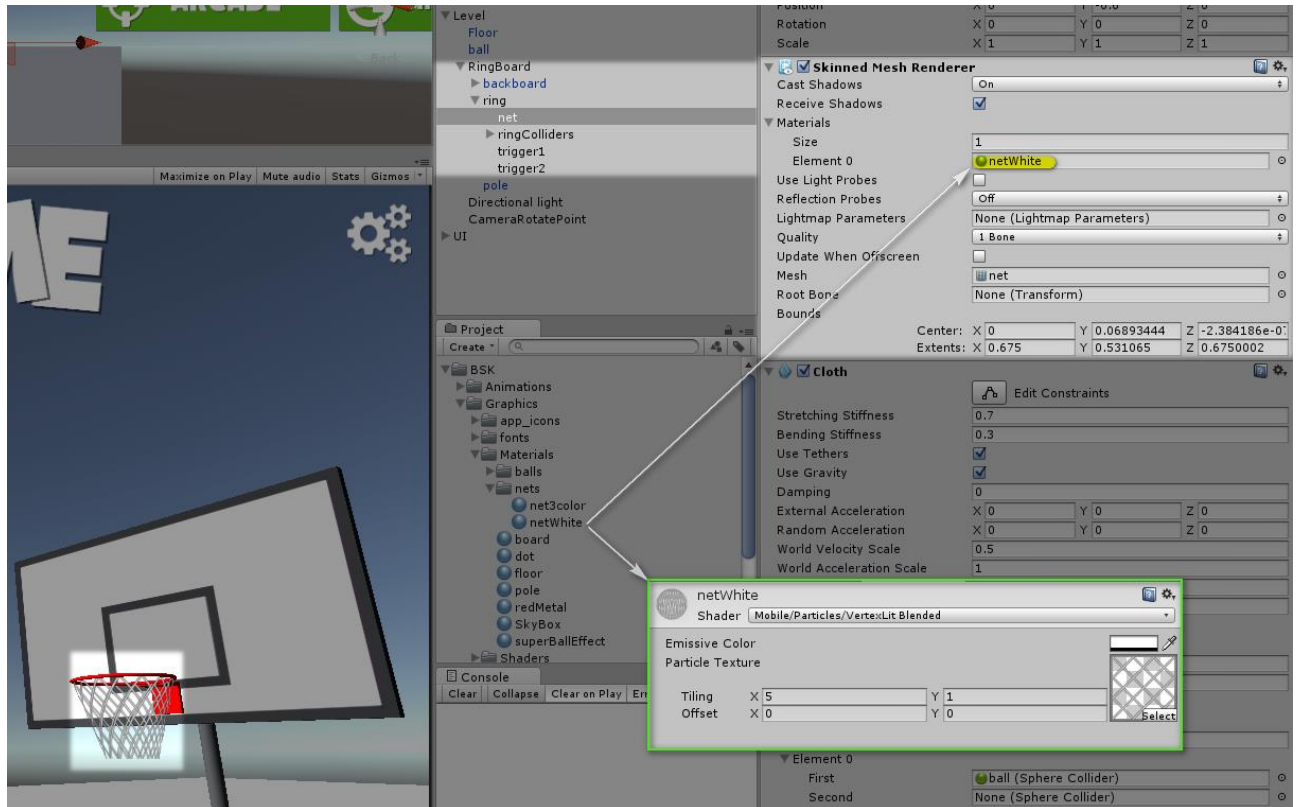 ARCADE
ME
Maximize on Play Mute audio Stats Gizmos
Level
Floor
ball
RingBoard
backboard
ring
net
ringColliders
trigger1
trigger2
pole
Directional light
CameraRotatePoint
UI
Project
Create
BSK
Animations
Graphics
app_icons
fonts
Materials
balls
nets
net3color
netWhite
board
dot
floor
pole
redMetal
SkyBox
superBallEffect
Shaders
Console
Clear Collapse Clear on Play
Position X 0 Y Z 0
Rotation X 0 Y 0 Z 0
Scale X 1 Y 1 Z 1
Skinned Mesh Renderer
Cast Shadows On
Receive Shadows
Materials
Size 1
Element 0 netWhite
Use Light Probes
Reflection Probes Off
Lightmap Parameters None (Lightmap Parameters)
Quality 1 Bone
Update When Offscreen
Mesh net
Root Bone None (Transform)
Bounds
Center: X 0 Y 0.06893444 Z -2.384186e-07
Extents: X 0.675 Y 0.531065 Z 0.6750002
Cloth
Edit Constraints
Stretching Stiffness 0.7
Bending Stiffness 0.3
Use Tethers
Use Gravity
Damping 0
External Acceleration X 0 Y 0 Z 0
Random Acceleration X 0 Y 0 Z 0
World Velocity Scale 0.5
World Acceleration Scale 1
netWhite
Shader Mobile/Particles/VertexLit Blended
Emissive Color
Particle Texture
Tiling X 5 Y 1
Offset X 0 Y 0
Select
Element 0
First ball (Sphere Collider)
Second None (Sphere Collider)